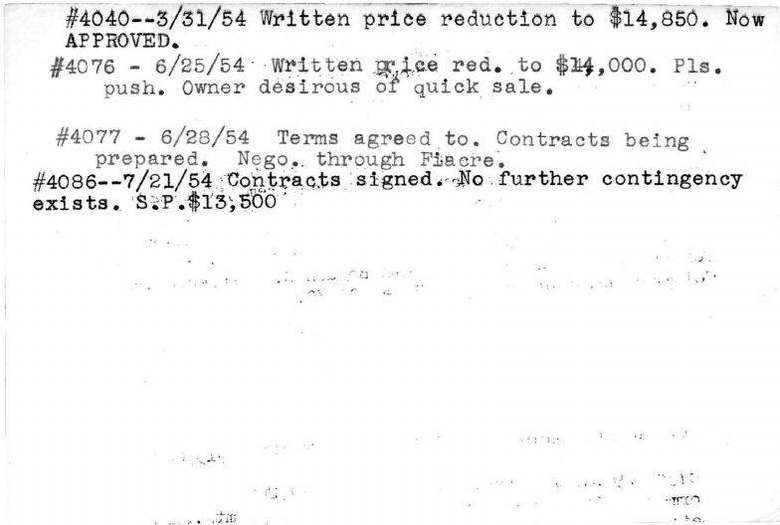 #4040--3/31/54 Written price reduction to $14,850. Now
APPROVED.
#4076 - 6/25/54 Written price red. to $14,000. Pls.
push. Owner desirous of quick sale.
#4077 - 6/28/54 Terms agreed to. Contracts being
prepared. Nego. through Fiacre.
#4086--7/21/54 Contracts signed. No further contingency
exists. S.P.$13,500